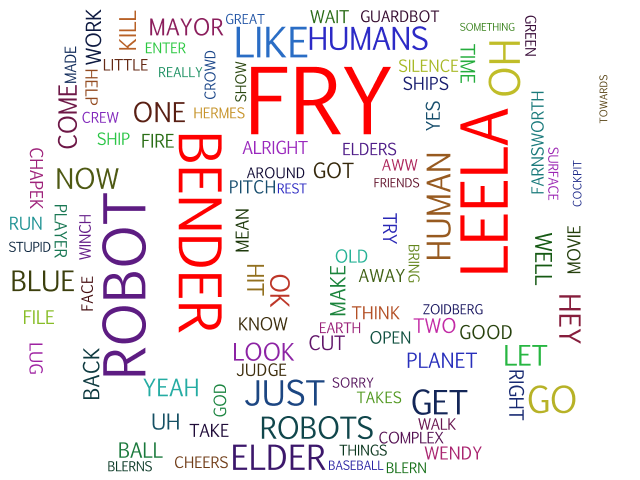 GREAT
WAIT
GUARDBOT
SOMETHING
GREEN
WORK
KILL
MAYOR
LIKE
HUMANS
MADE
ENTER
LITTLE
REALLY
CROWD
SHOW
SILENCE
TIME
OH
HELP
SHIPS
TOWARDS
COME
CREW
ONE
HERMES
FRY
YES
LEELA
FARNSWORTH
SHIP
FIRE
BENDER
ALRIGHT
ELDERS
SURFACE
COCKPIT
CHAPEK
NOW
AROUND
GOT
AWW
HUMAN
PITCH
REST
FRIENDS
RUN
PLAYER
WINCH
ROBOT
MEAN
TRY
BRING
WELL
MOVIE
STUPID
OLD
BLUE
FACE
HIT
OK
MAKE
AWAY
HEY
FILE
KNOW
EARTH
THINK
ZOIDBERG
TWO
GOOD
LUG
BACK
LOOK
CUT
OPEN
PLANET
LET
JUDGE
RIGHT
YEAH
GOD
JUST
SORRY
TAKES
GET
GO
UH
TAKE
ROBOTS
WALK
COMPLEX
BALL
BLERNS
CHEERS
ELDER
THINGS
BASEBALL
BLERN
WENDY